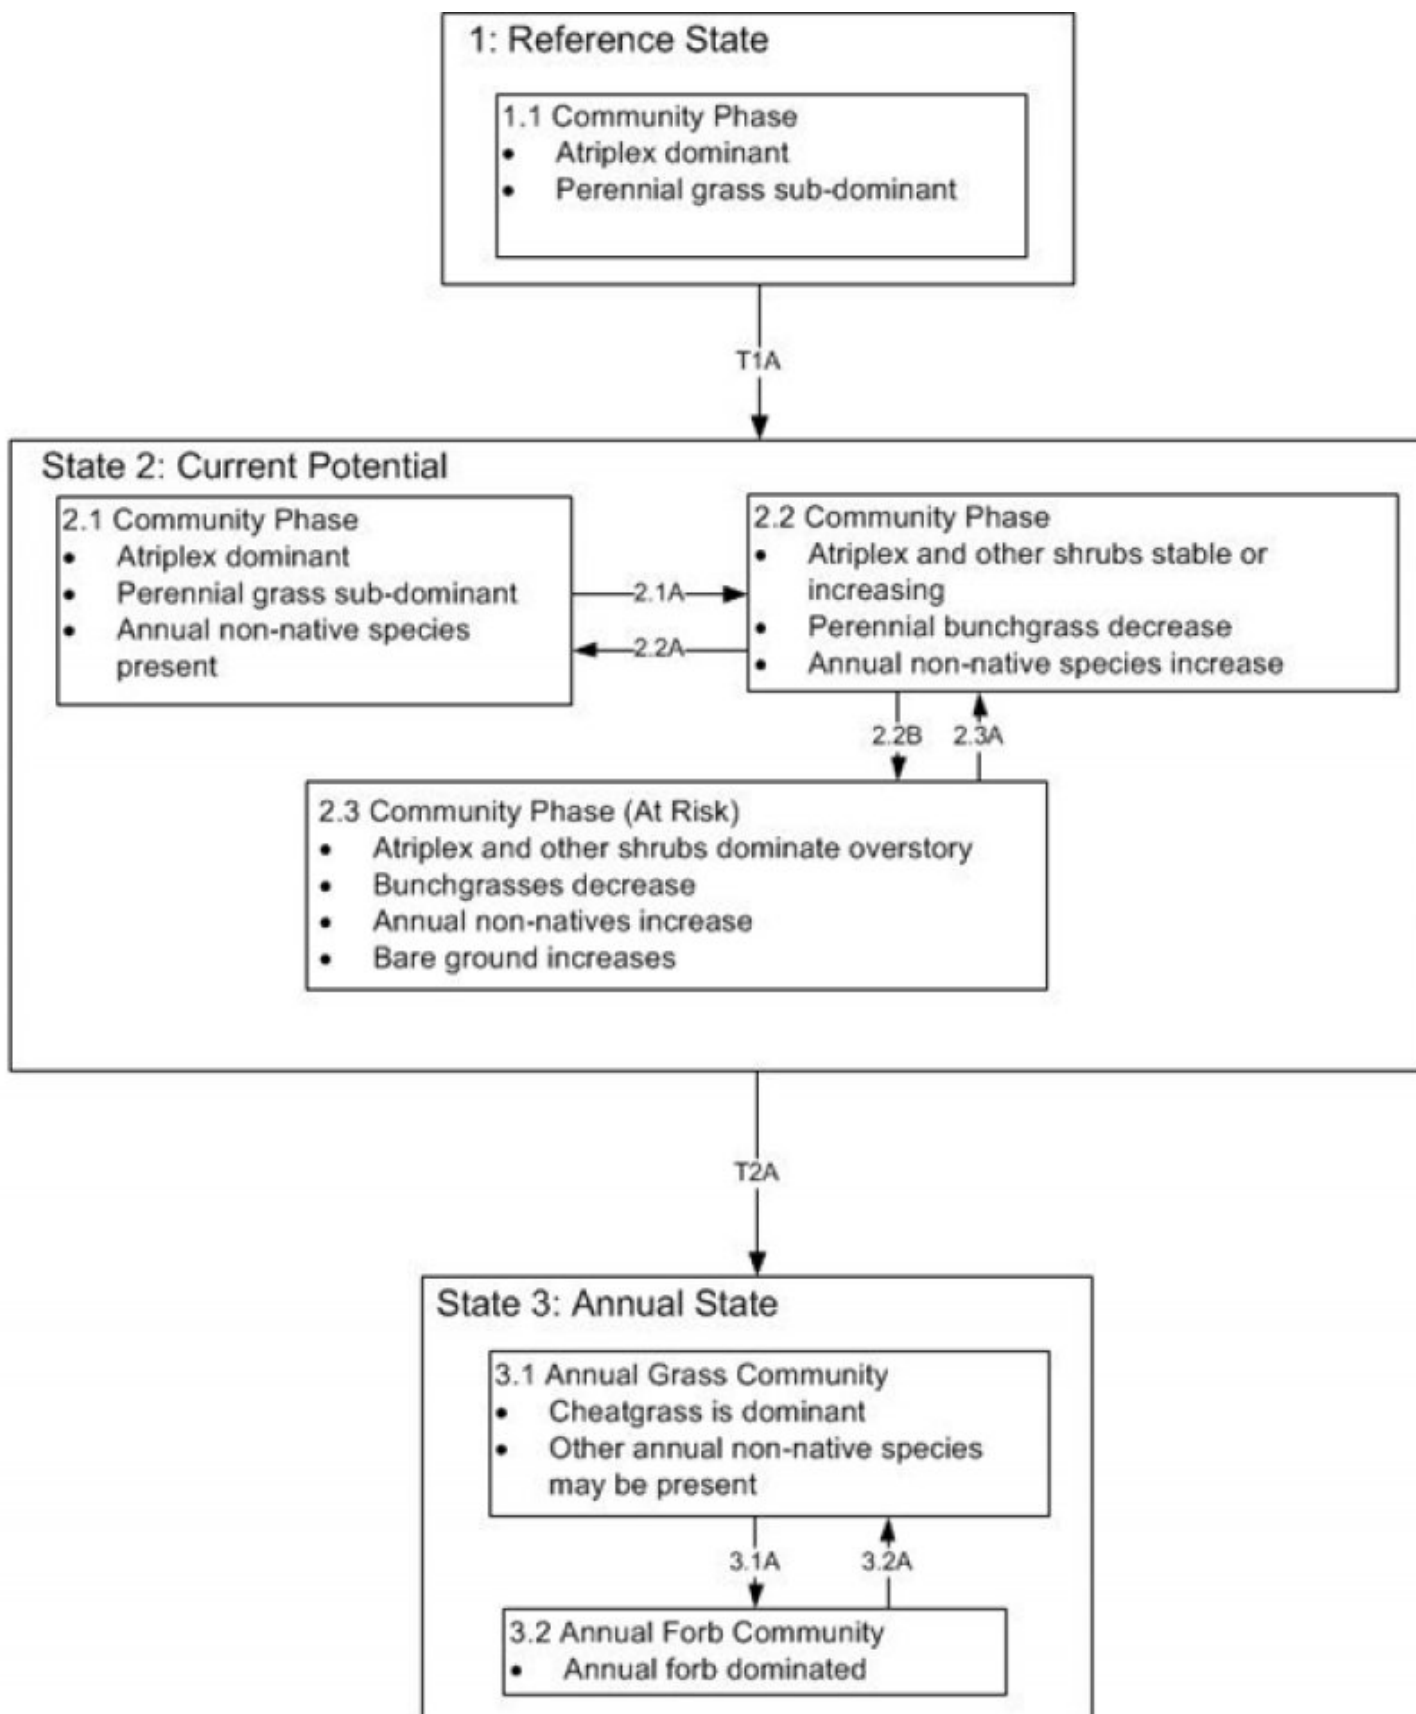 1: Reference State
1.1 Community Phase
• Atriplex dominant
• Perennial grass sub-dominant
T1A
State 2: Current Potential
2.1 Community Phase
• Atriplex dominant
• Perennial grass sub-dominant
• Annual non-native species
present
2.1A
2.2A
2.2 Community Phase
• Atriplex and other shrubs stable or
increasing
• Perennial bunchgrass decrease
• Annual non-native species increase
2.2B
2.3A
2.3 Community Phase (At Risk)
• Atriplex and other shrubs dominate overstory
• Bunchgrasses decrease
• Annual non-natives increase
• Bare ground increases
T2A
State 3: Annual State
3.1 Annual Grass Community
• Cheatgrass is dominant
• Other annual non-native species
may be present
3.1A
3.2A
3.2 Annual Forb Community
• Annual forb dominated